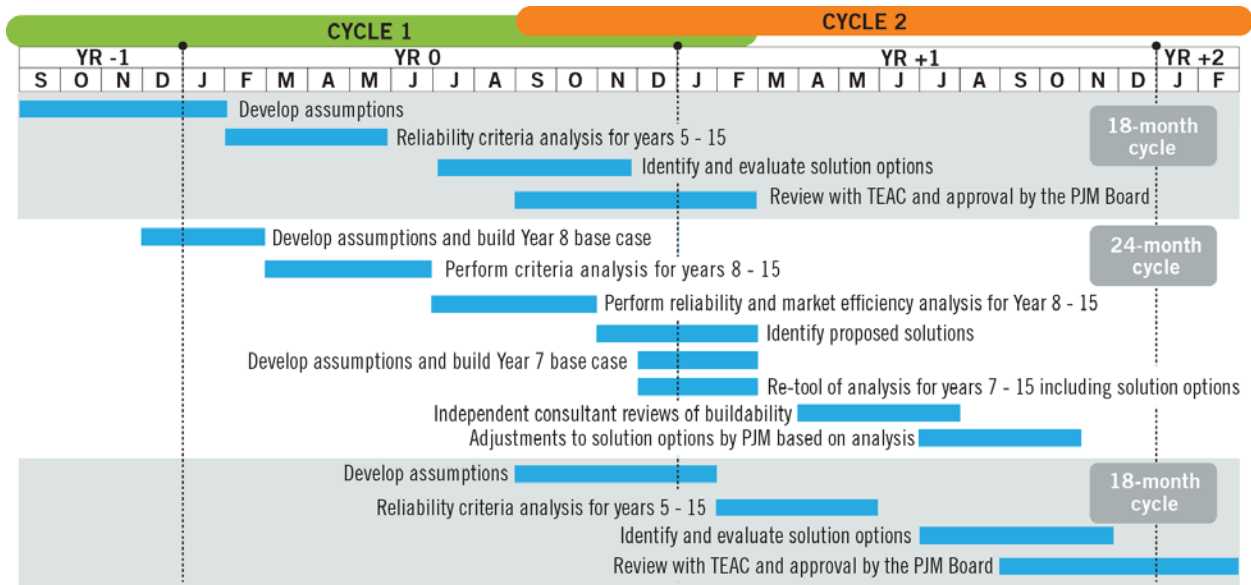 CYCLE 1
CYCLE 2
YR -1 YR 0 YR +1 YR +2
S O N D J F M A M J J A S O N D J F M A M J J A S O N D J F
Develop assumptions
Reliability criteria analysis for years 5 - 15
18-month
cycle
Identify and evaluate solution options
Review with TEAC and approval by the PJM Board
Develop assumptions and build Year 8 base case
24-month
cycle
Perform criteria analysis for years 8 - 15
Perform reliability and market efficiency analysis for Year 8 - 15
Identify proposed solutions
Develop assumptions and build Year 7 base case
Re-tool of analysis for years 7 - 15 including solution options
Independent consultant reviews of buildability
Adjustments to solution options by PJM based on analysis
Develop assumptions
18-month
cycle
Reliability criteria analysis for years 5 - 15
Identify and evaluate solution options
Review with TEAC and approval by the PJM Board